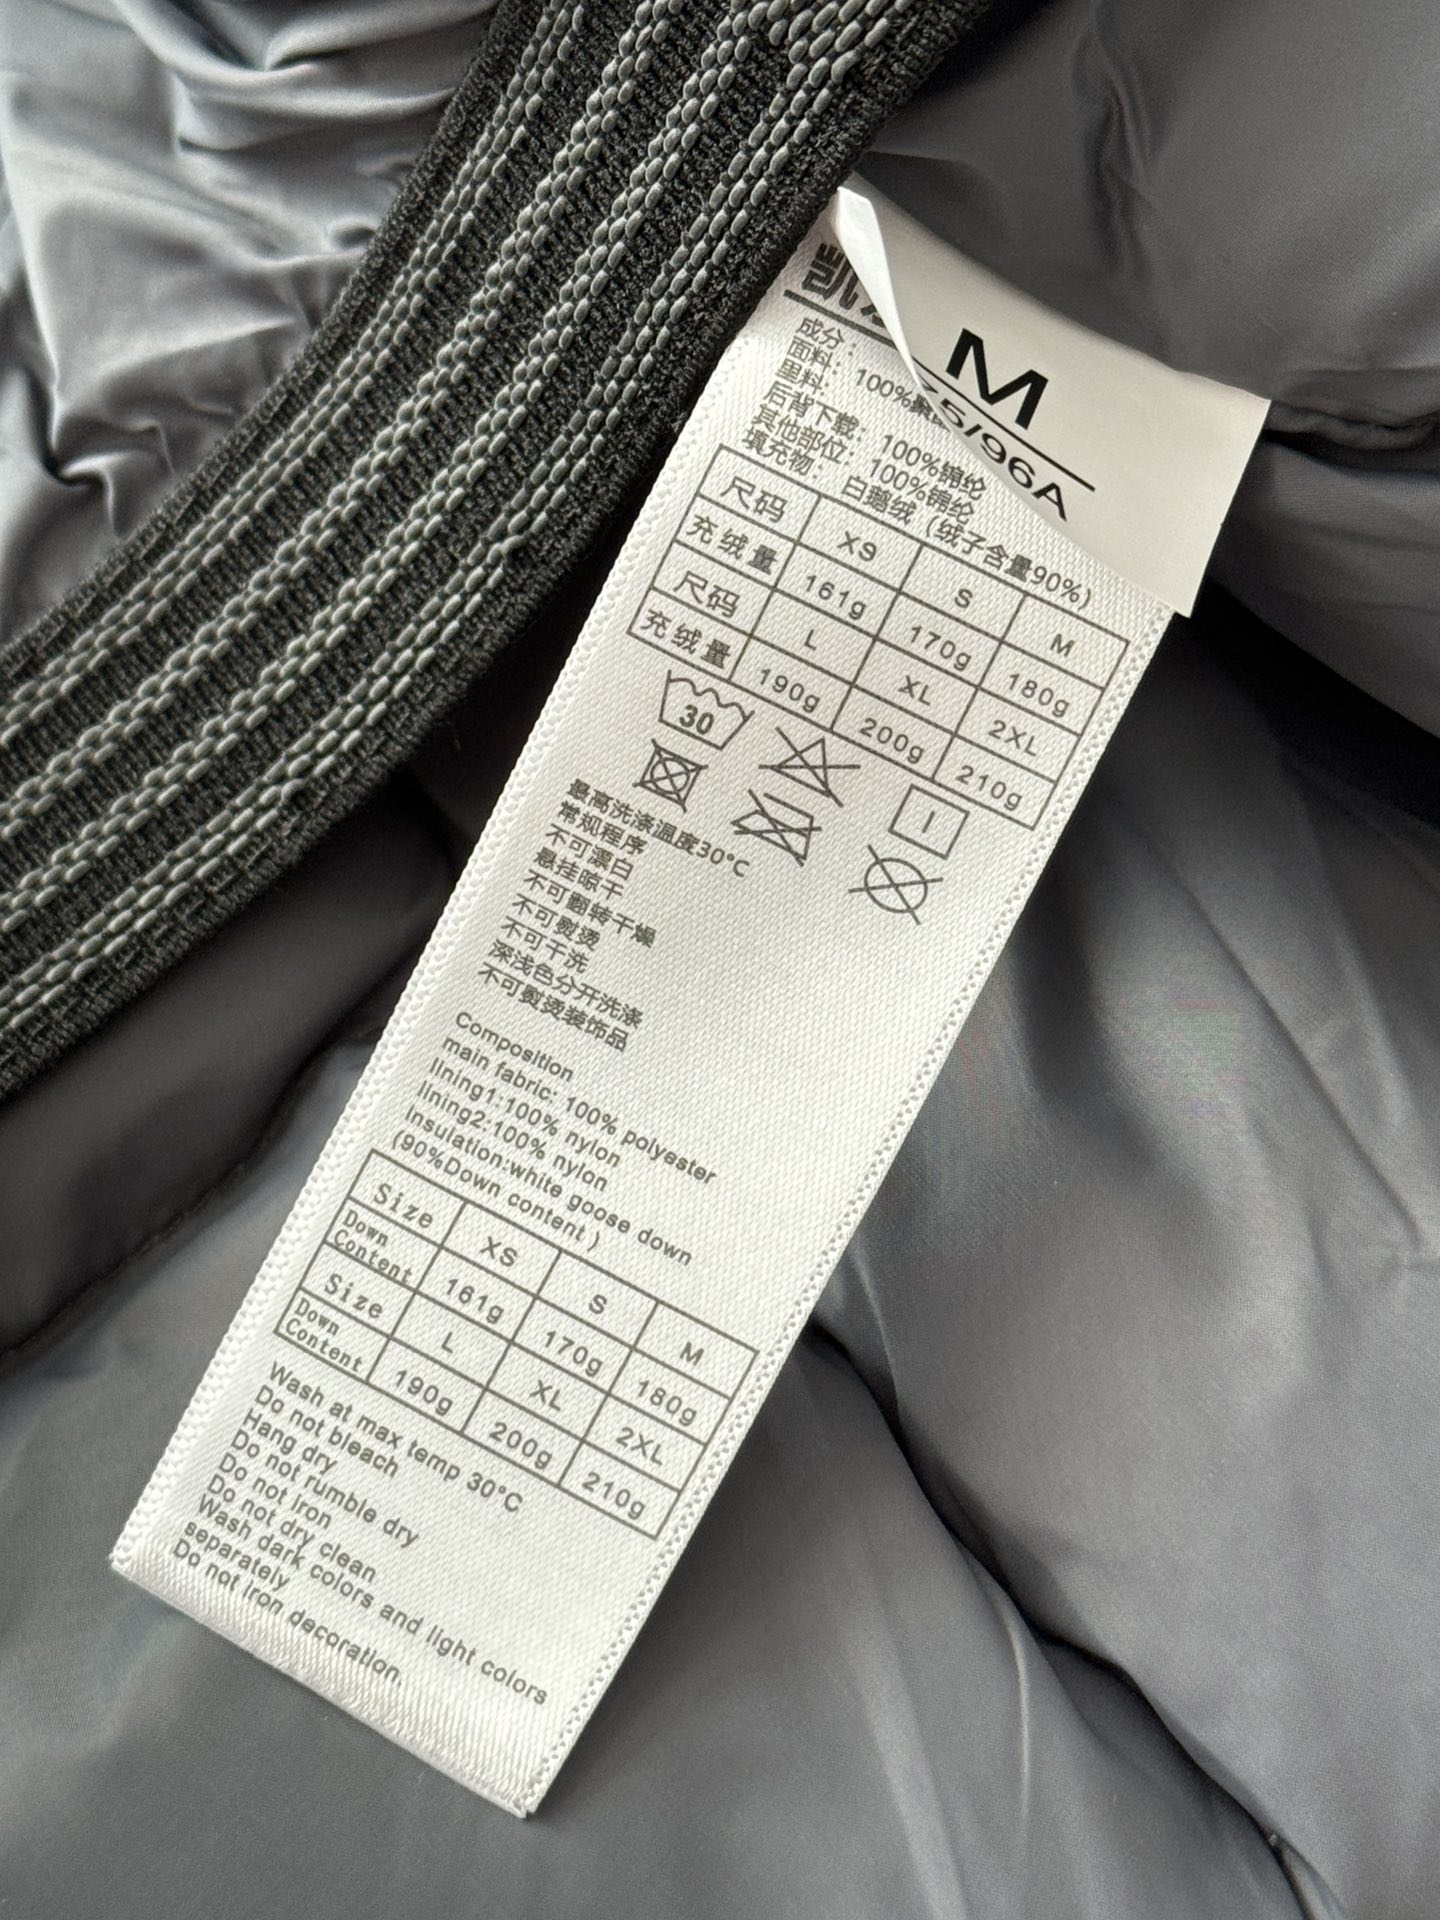 M
5/96A
凯
成分：
面料：100%聚
里料：
后背下载：100%锦纶
其他部位：100%锦纶
填充物：白鹅绒（绒子含量90%）
尺码 XS S M
充绒量 161g 170g 180g
尺码 L XL 2XL
充绒量 190g 200g 210g
30
I
最高洗涤温度30°C
常规程序
不可漂白
悬挂晾干
不可翻转干燥
不可熨烫
不可干洗
深浅色分开洗涤
不可熨烫装饰品
Composition
main fabric: 100% polyester
lining1:100% nylon
lining2:100% nylon
Insulation:white goose down
(90%Down content)
Size XS S M
Down Content 161g 170g 180g
Size L XL 2XL
Down Content 190g 200g 210g
Wash at max temp 30°C
Do not bleach
Hang dry
Do not rumble dry
Do not iron
Do not dry clean
Wash dark colors and light colors
separately
Do not iron decoration.